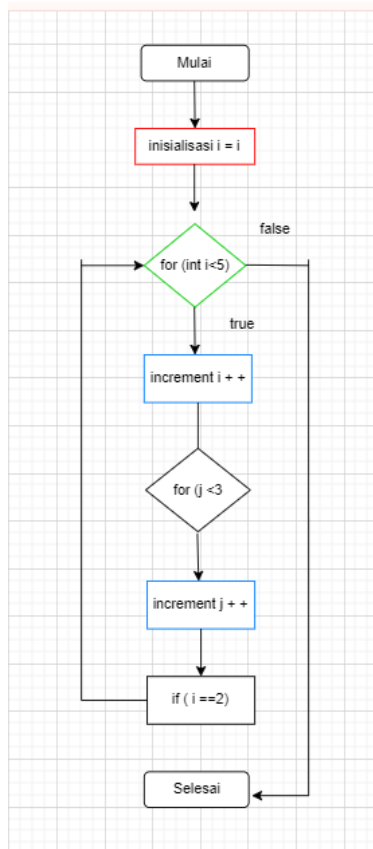 Mulai
inisialisasi i = i
false
for (int i<5)
true
increment i + +
for (j <3
increment j + +
if ( i ==2)
Selesai